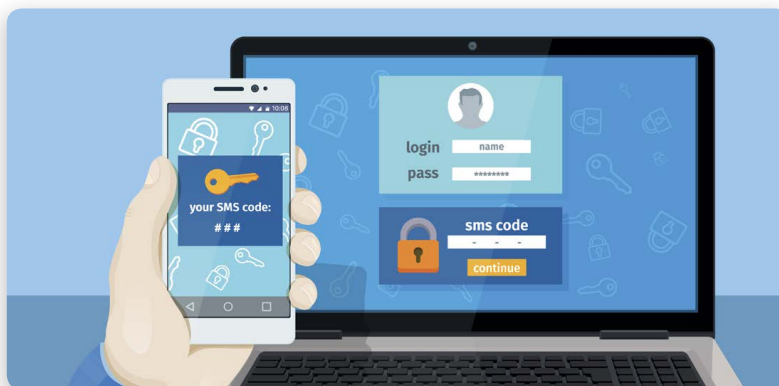 10:08
your SMS code:
# # #
login name
pass ********
sms code
- - -
continue